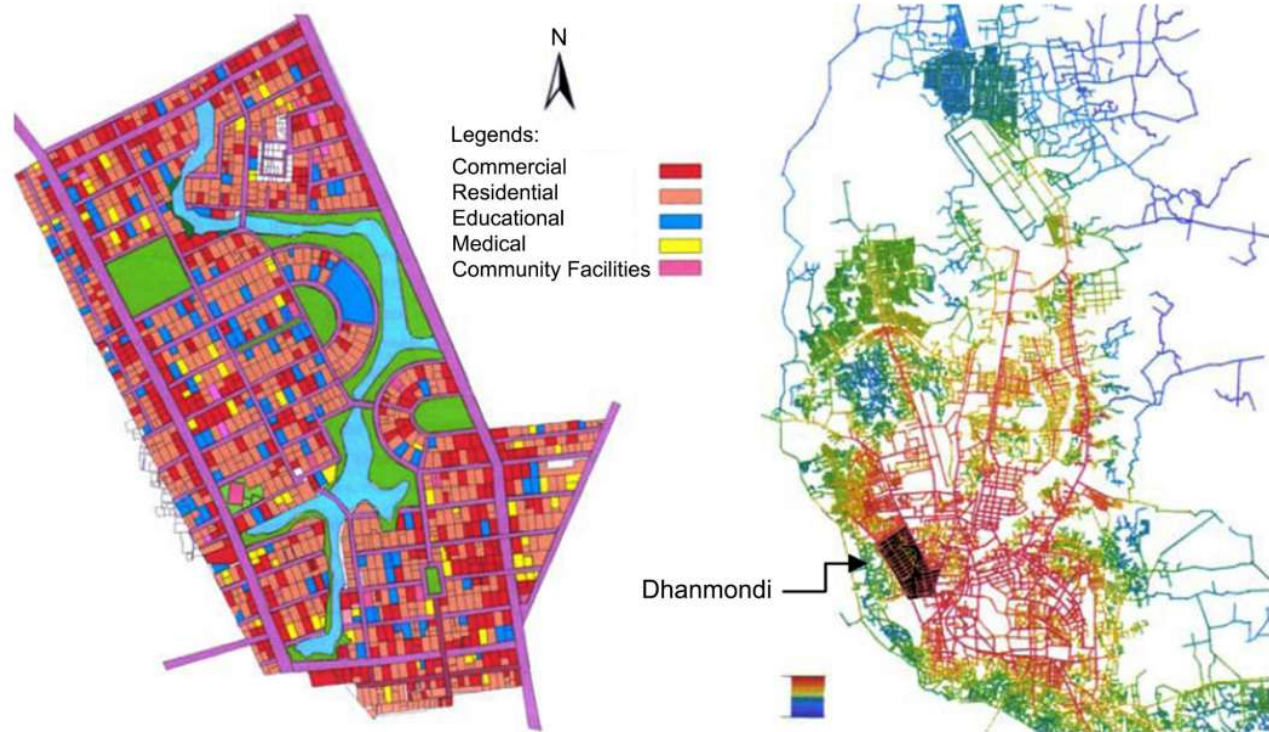 N
Legends:
Commercial
Residential
Educational
Medical
Community Facilities
Dhanmondi